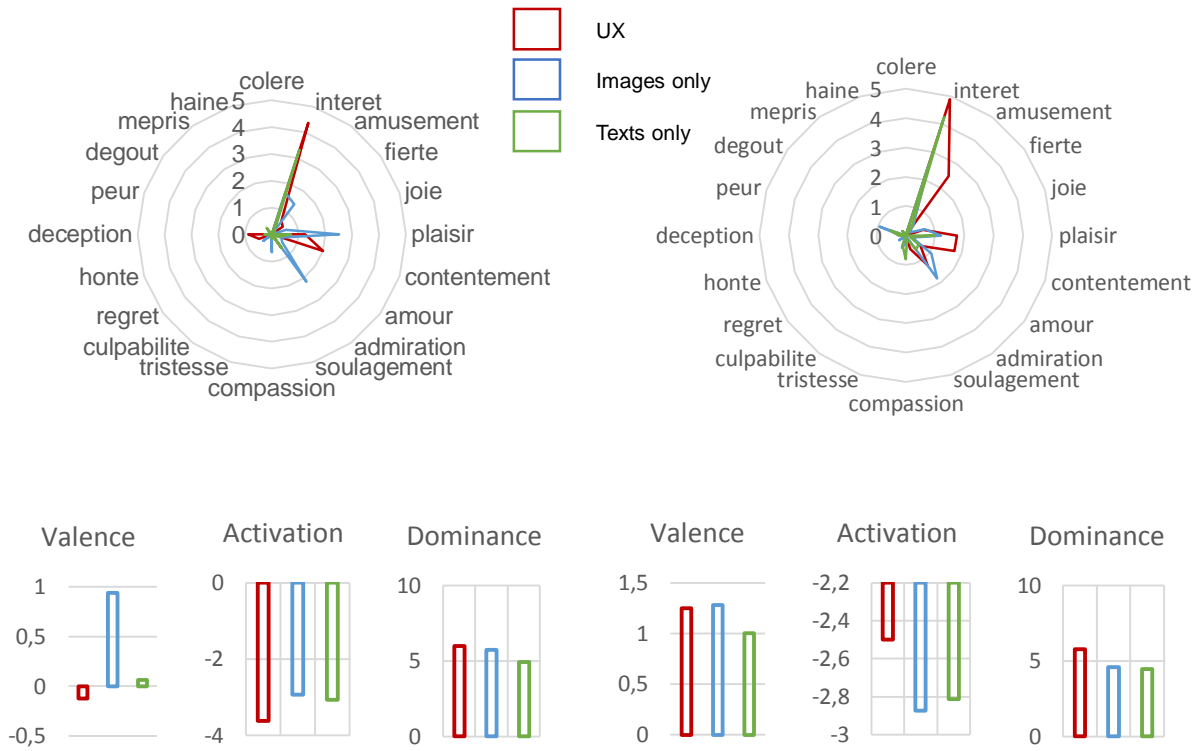 UX
Images only
Texts only
colere
interet
amusement
fierte
joie
plaisir
contentement
amour
admiration
soulagement
compassion
tristesse
culpabilite
regret
honte
deception
peur
degout
mepris
haine
5
4
3
2
1
0
colere
interet
amusement
fierte
joie
plaisir
contentement
amour
admiration
soulagement
compassion
tristesse
culpabilite
regret
honte
deception
peur
degout
mepris
haine
5
4
3
2
1
0
Valence
1
0,5
0
-0,5
Activation
0
-2
-4
Dominance
10
5
0
Valence
1,5
1
0,5
0
Activation
-2,2
-2,4
-2,6
-2,8
-3
Dominance
10
5
0